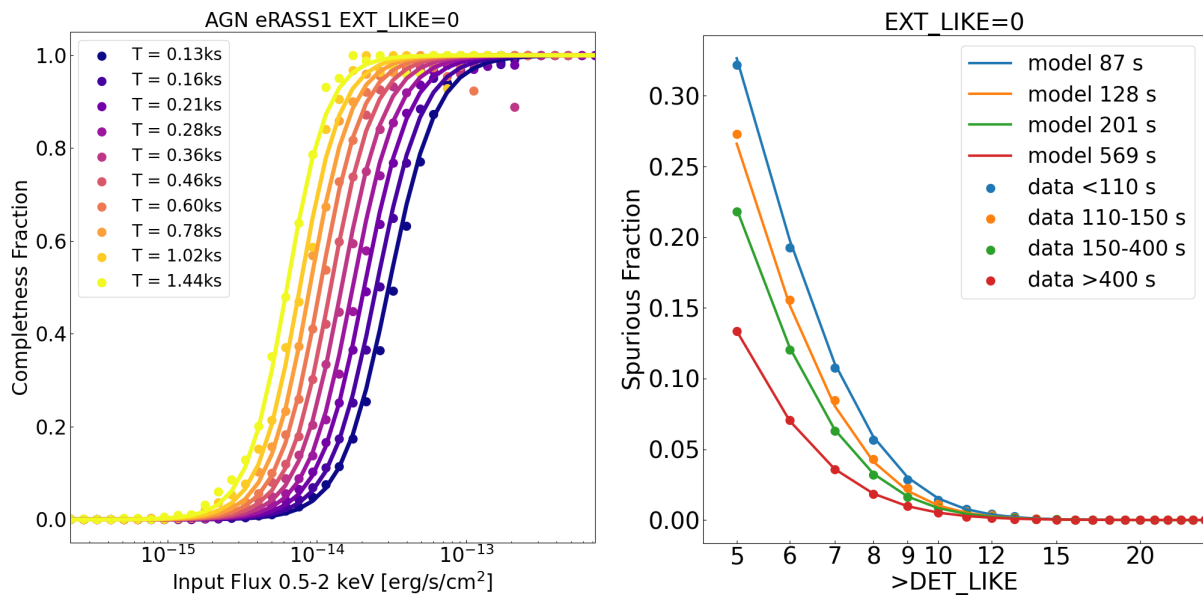 AGN eRASS1 EXT_LIKE=0
Completness Fraction
1.0
0.8
0.6
0.4
0.2
0.0
T = 0.13ks
T = 0.16ks
T = 0.21ks
T = 0.28ks
T = 0.36ks
T = 0.46ks
T = 0.60ks
T = 0.78ks
T = 1.02ks
T = 1.44ks
10⁻¹⁵ 10⁻¹⁴ 10⁻¹³
Input Flux 0.5-2 keV [erg/s/cm²]
EXT_LIKE=0
Spurious Fraction
0.30
0.25
0.20
0.15
0.10
0.05
0.00
model 87 s
model 128 s
model 201 s
model 569 s
data <110 s
data 110-150 s
data 150-400 s
data >400 s
5 6 7 8 9 10 12 15 20
>DET_LIKE